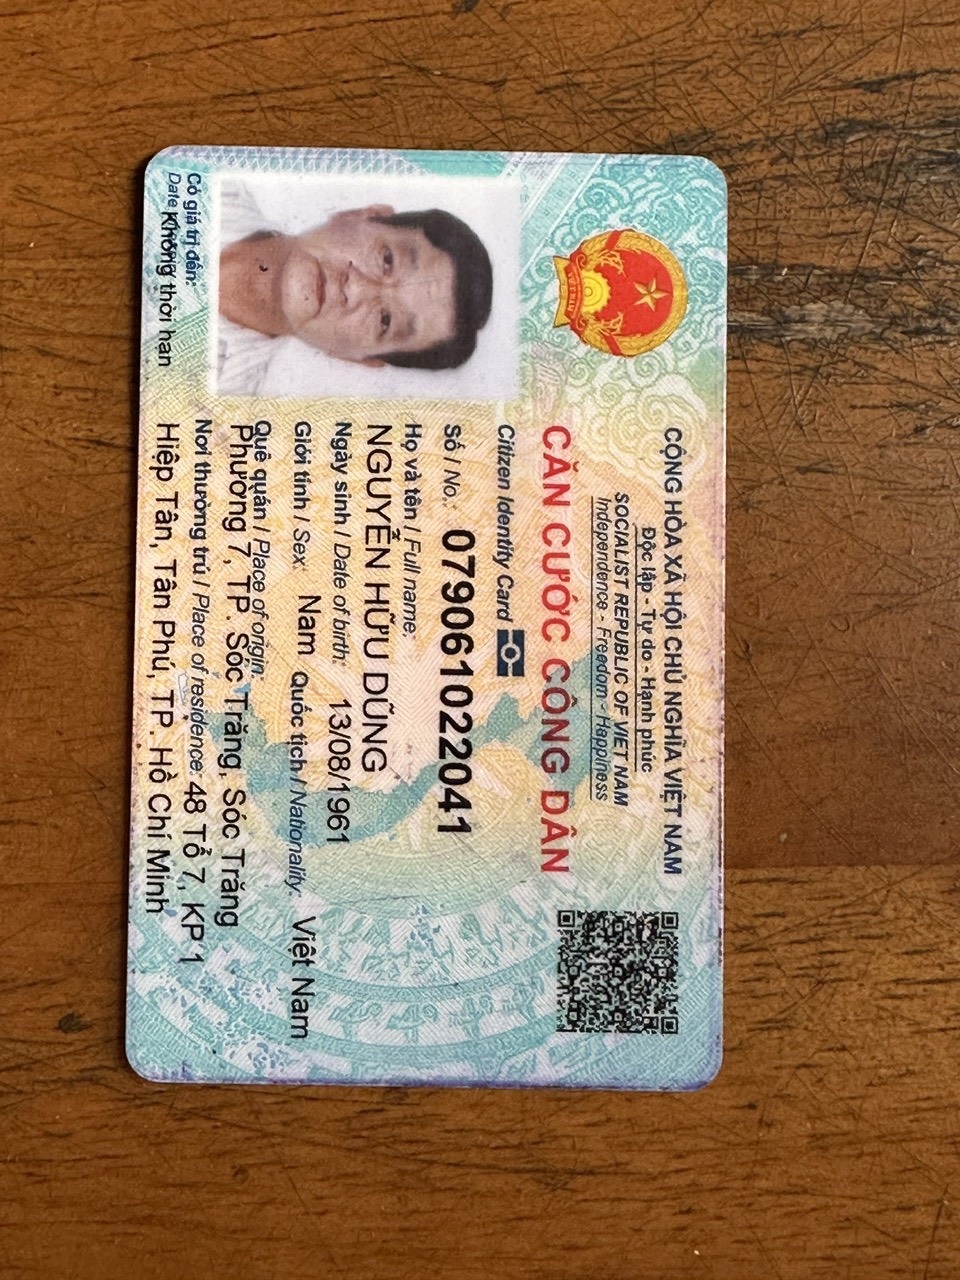 CỘNG HÒA XÃ HỘI CHỦ NGHĨA VIỆT NAM
Độc lập - Tự do - Hạnh phúc
SOCIALIST REPUBLIC OF VIET NAM
Independence - Freedom - Happiness
CĂN CƯỚC CÔNG DÂN
Citizen Identity Card
Số / No.: 079061022041
Họ và tên / Full name:
NGUYỄN HỮU DŨNG
Ngày sinh / Date of birth: 13/08/1961
Giới tính / Sex: Nam Quốc tịch / Nationality: Việt Nam
Quê quán / Place of origin:
Phường 7, TP. Sóc Trăng, Sóc Trăng
Nơi thường trú / Place of residence: 48 Tổ 7, KP 1
Hiệp Tân, Tân Phú, TP. Hồ Chí Minh
Có giá trị đến:
Date Không thời hạn